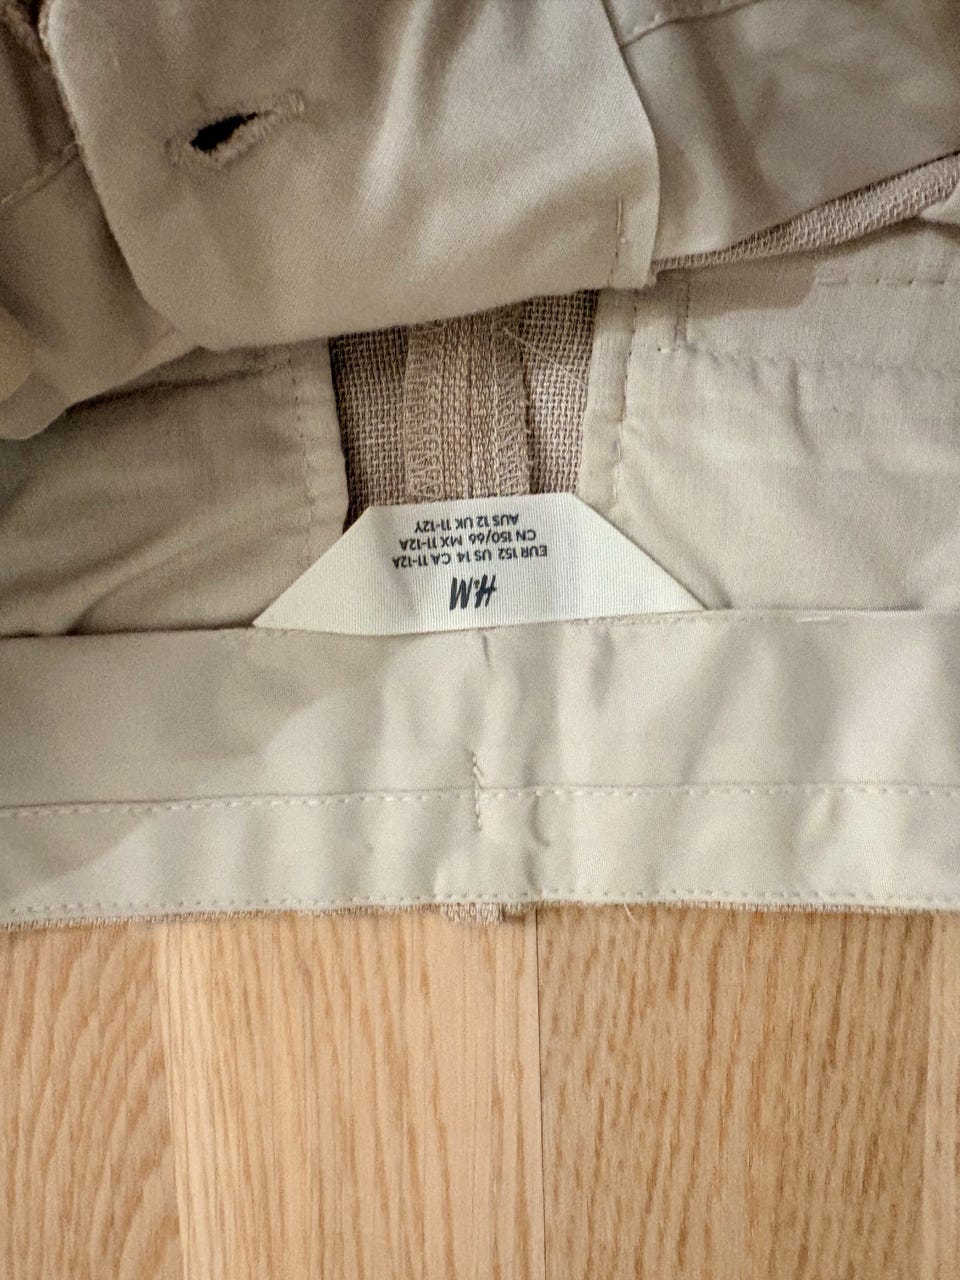 H&M
EUR 152 US 14 CA 11-12A
CN 150/66 MX 11-12A
AUS 12 UK 11-12Y